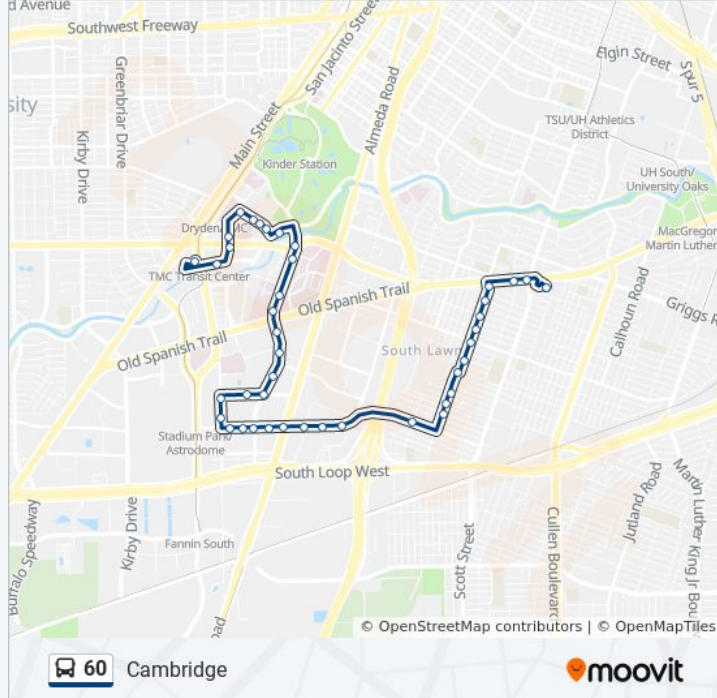 d Avenue
Southwest Freeway
San Jacinto Street
Elgin Street
Spur 5
Greenbriar Drive
Almeda Road
sity
Main Street
TSU/UH Athletics
District
Kirby Drive
Kinder Station
UH South/
University Oaks
Dryden/TMC
MacGregor
Martin Luther
TMC Transit Center
Old Spanish Trail
Calhoun Road
Griggs R
Old Spanish Trail
South Lawn
Stadium Park/
Astrodome
South Loop West
Buffalo Speedway
Kirby Drive
Fannin South
Scott Street
Cullen Boulevard
Jutland Road
Martin Luther King Jr Bou
oad
© OpenStreetMap contributors | © OpenMapTiles
60 Cambridge
moovit